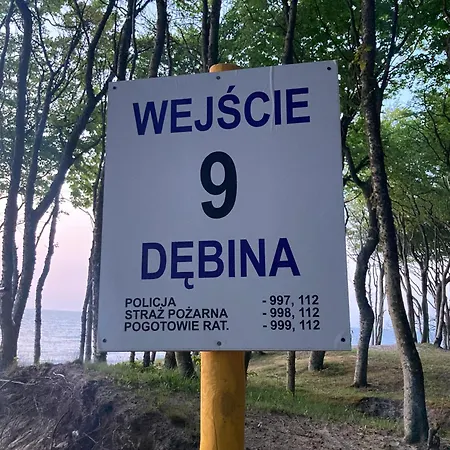 WEJŚCIE
9
DĘBINA
POLICJA - 997, 112
STRAŻ POŻARNA - 998, 112
POGOTOWIE RAT. - 999, 112